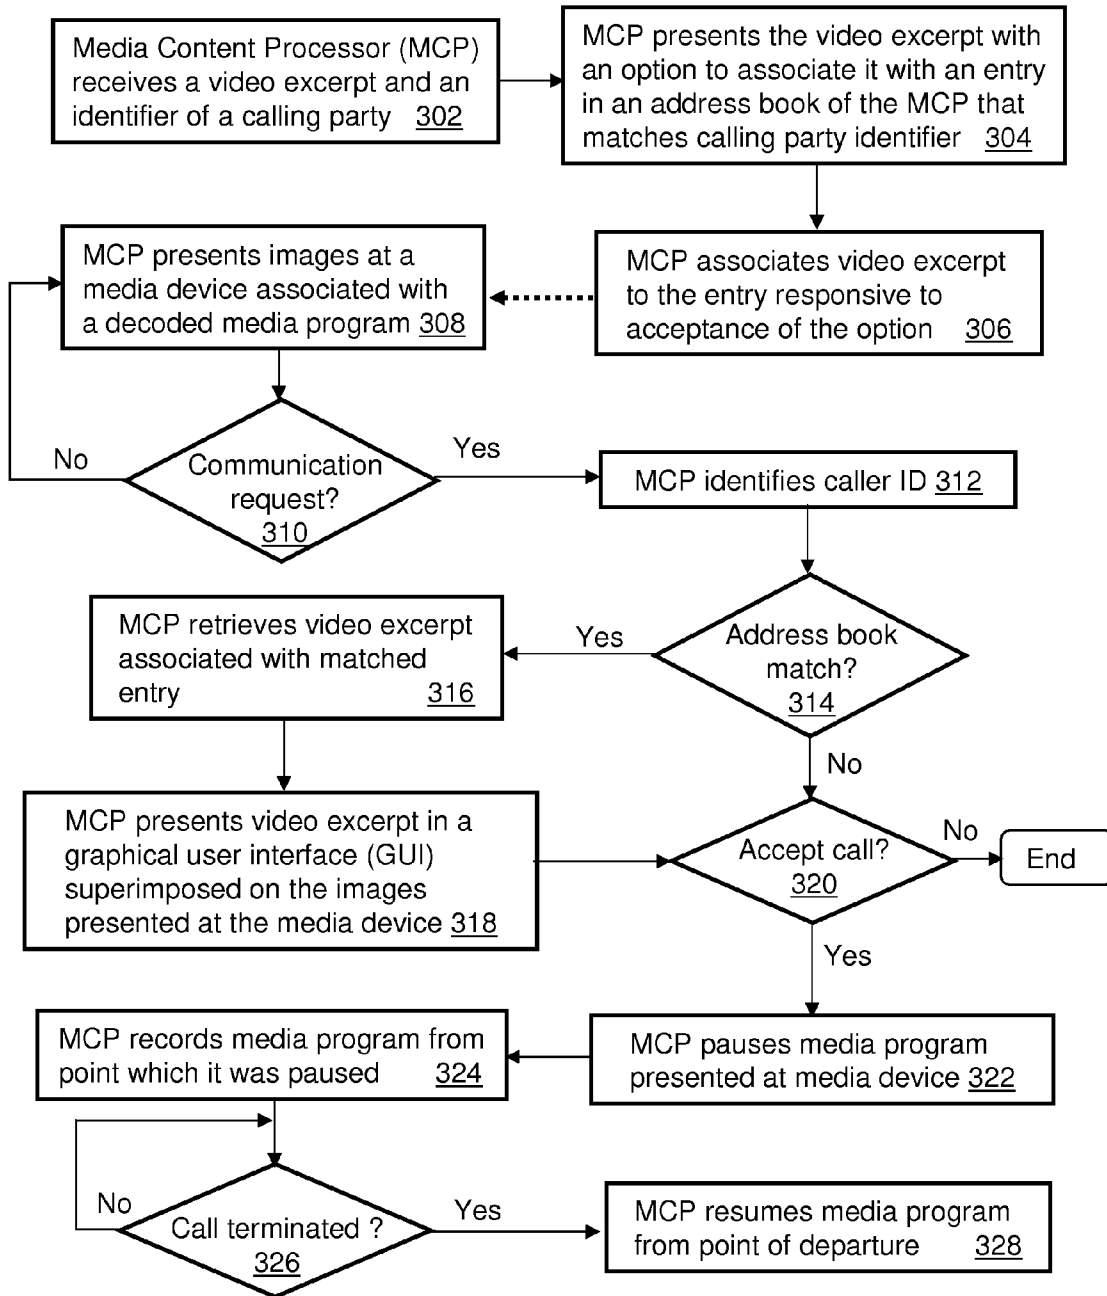 Media Content Processor (MCP)
receives a video excerpt and an
identifier of a calling party 302
MCP presents the video excerpt with
an option to associate it with an entry
in an address book of the MCP that
matches calling party identifier 304
MCP presents images at a
media device associated with
a decoded media program 308
MCP associates video excerpt
to the entry responsive to
acceptance of the option 306
No
Communication
request?
310
Yes
MCP identifies caller ID 312
MCP retrieves video excerpt
associated with matched
entry 316
Yes
Address book
match?
314
No
MCP presents video excerpt in a
graphical user interface (GUI)
superimposed on the images
presented at the media device 318
Accept call?
320
No
End
Yes
MCP records media program from
point which it was paused 324
MCP pauses media program
presented at media device 322
No
Call terminated ?
326
Yes
MCP resumes media program
from point of departure 328